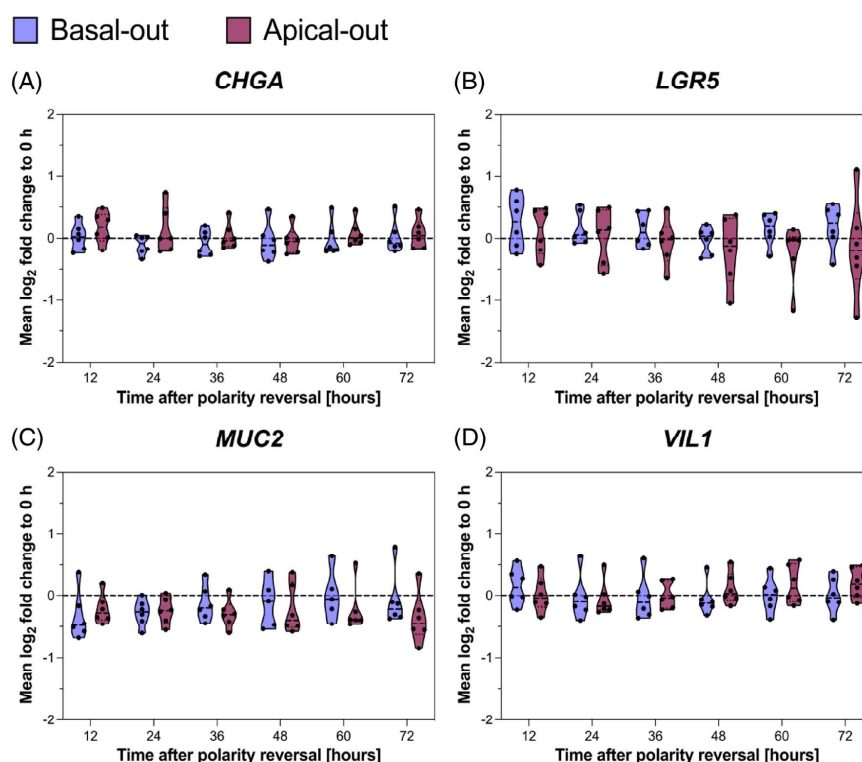 Basal-out Apical-out
(A) CHGA
Mean log₂ fold change to 0 h
2
1
0
-1
-2
12 24 36 48 60 72
Time after polarity reversal [hours]
(B) LGR5
Mean log₂ fold change to 0 h
2
1
0
-1
-2
12 24 36 48 60 72
Time after polarity reversal [hours]
(C) MUC2
Mean log₂ fold change to 0 h
2
1
0
-1
-2
12 24 36 48 60 72
Time after polarity reversal [hours]
(D) VIL1
Mean log₂ fold change to 0 h
2
1
0
-1
-2
12 24 36 48 60 72
Time after polarity reversal [hours]